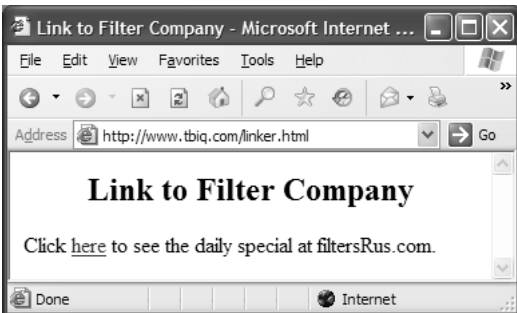 Link to Filter Company - Microsoft Internet ...
File Edit View Favorites Tools Help
»
Address http://www.tbiq.com/linker.html Go
Link to Filter Company
Click here to see the daily special at filtersRus.com.
Done Internet